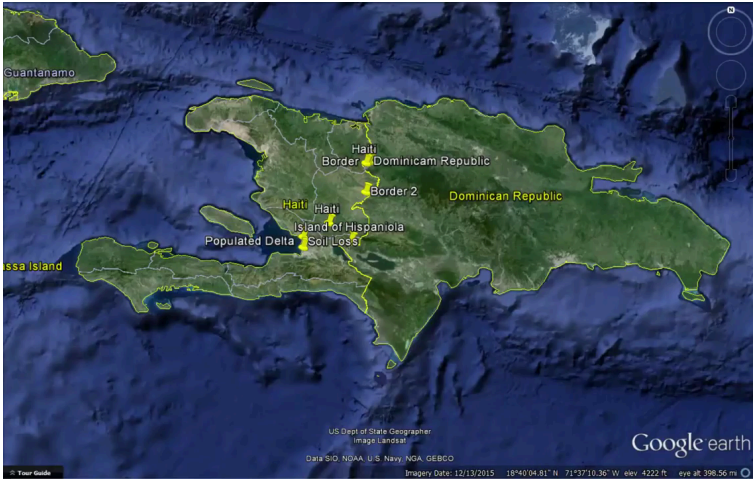 N
Guantanamo
Haiti
Border Dominicam Republic
Border 2
Dominican Republic
Haiti
Haiti
Island of Hispaniola
Populated Delta Soil Loss
assa Island
US Dept of State Geographer
Image Landsat
Data SIO, NOAA, U.S. Navy, NGA, GEBCO
Google earth
Tour Guide
Imagery Date: 12/13/2015 18°40'04.81" N 71°37'10.36" W elev 4222 ft eye alt 398.56 mi